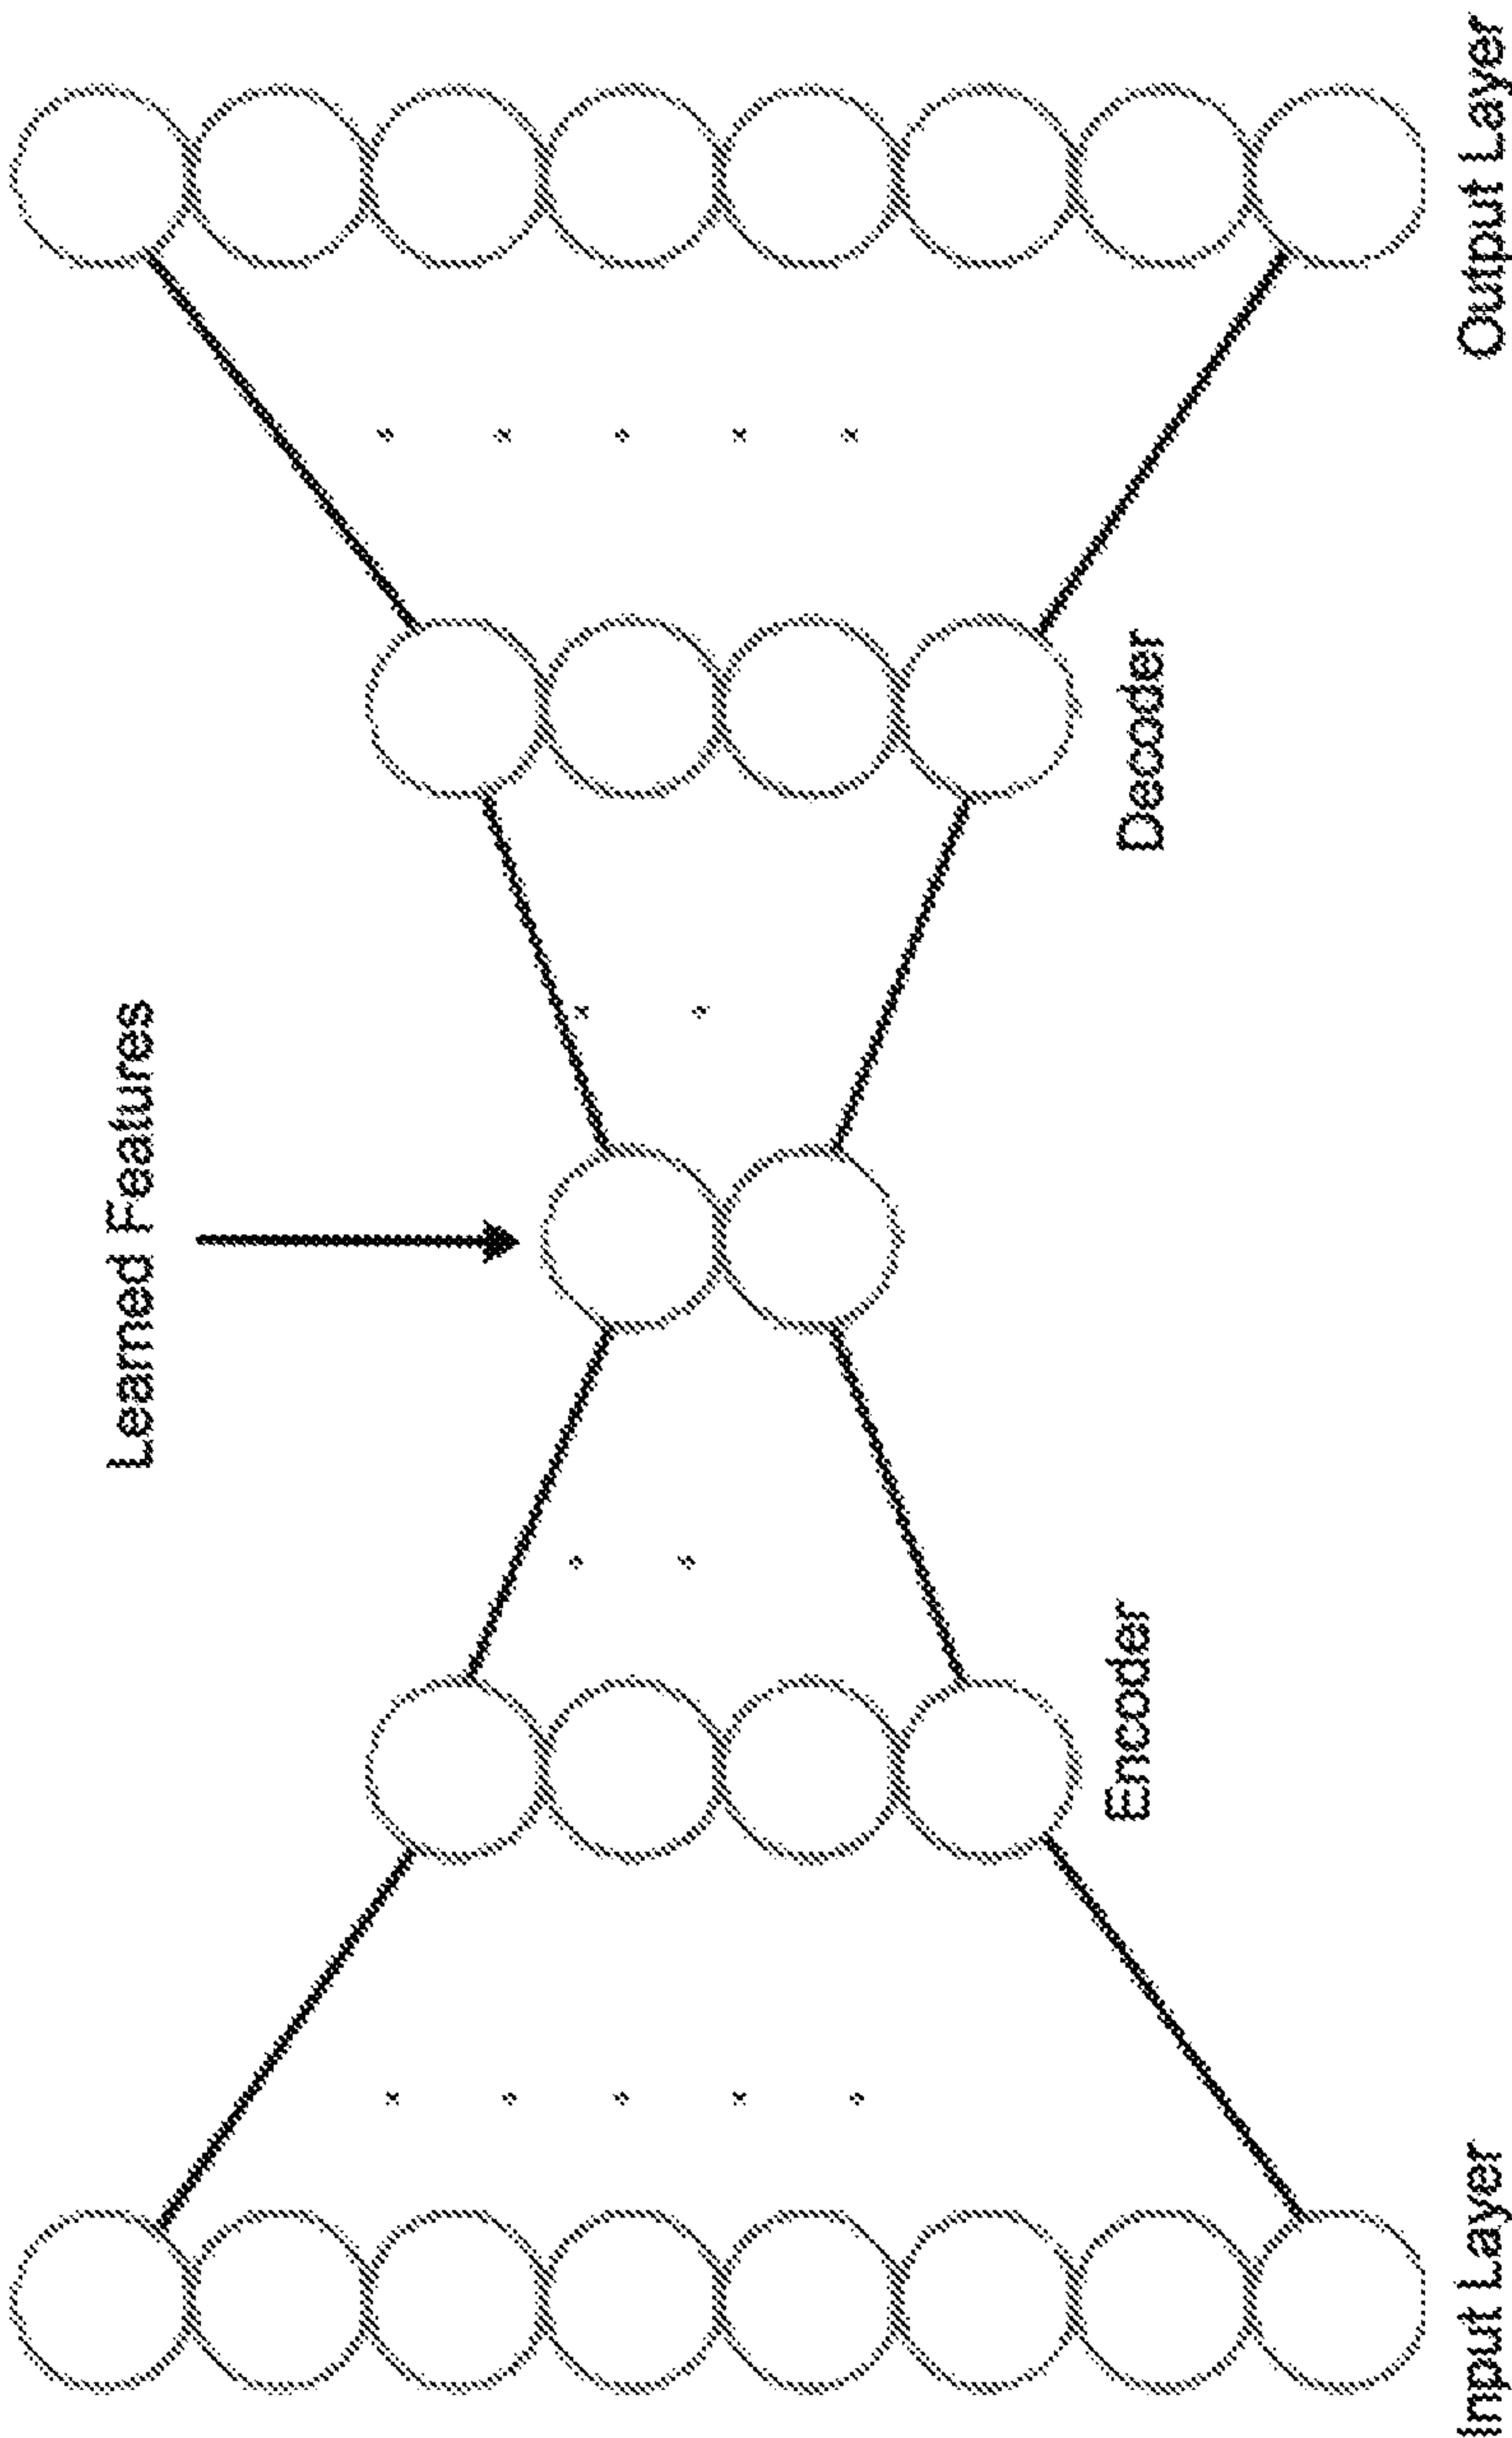 Learned Features
Encoder
Decoder
Input Layer
Output Layer